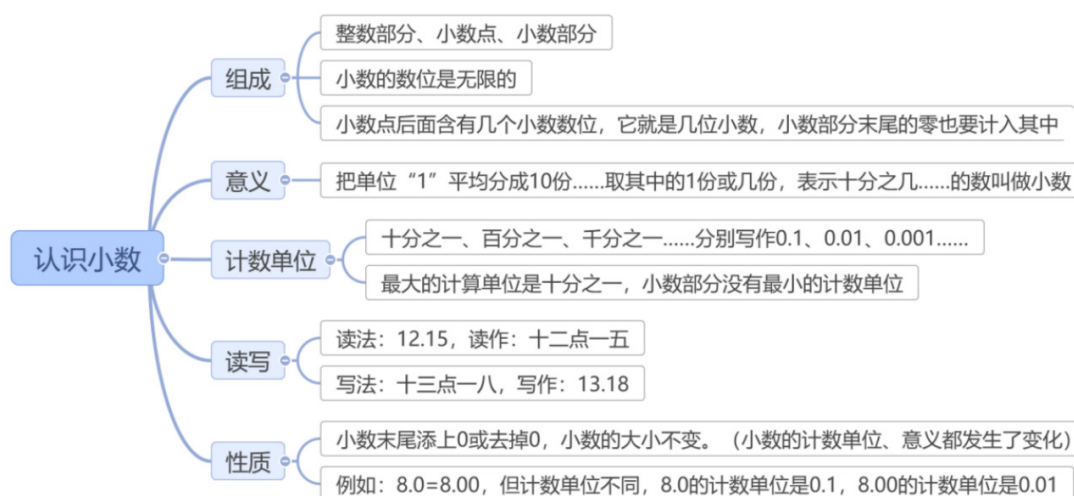 认识小数
组成
整数部分、小数点、小数部分
小数的数位是无限的
小数点后面含有几个小数数位，它就是几位小数，小数部分末尾的零也要计入其中
意义
把单位“1”平均分成10份......取其中的1份或几份，表示十分之几......的数叫做小数
计数单位
十分之一、百分之一、千分之一......分别写作0.1、0.01、0.001......
最大的计算单位是十分之一，小数部分没有最小的计数单位
读写
读法：12.15，读作：十二点一五
写法：十三点一八，写作：13.18
性质
小数末尾添上0或去掉0，小数的大小不变。（小数的计数单位、意义都发生了变化）
例如：8.0=8.00，但计数单位不同，8.0的计数单位是0.1，8.00的计数单位是0.01